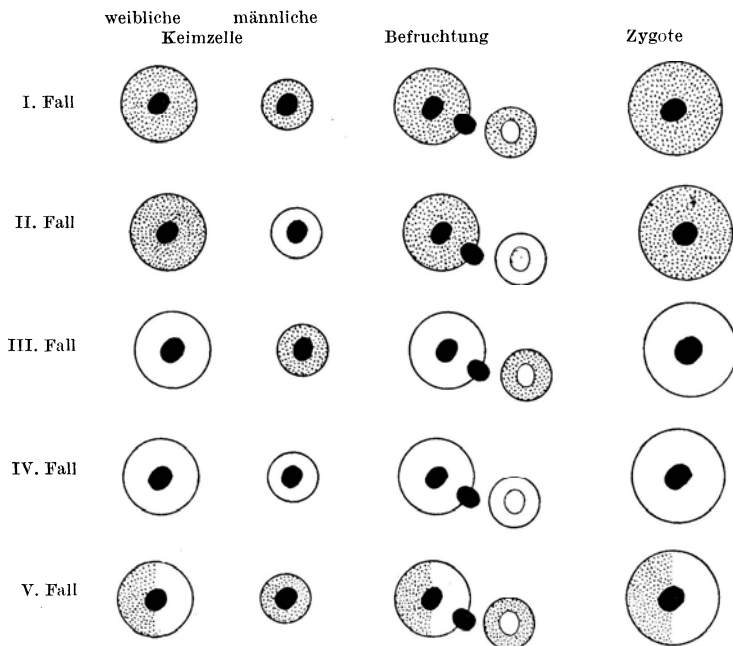 weibliche männliche
Keimzelle Befruchtung Zygote
I. Fall
II. Fall
III. Fall
IV. Fall
V. Fall